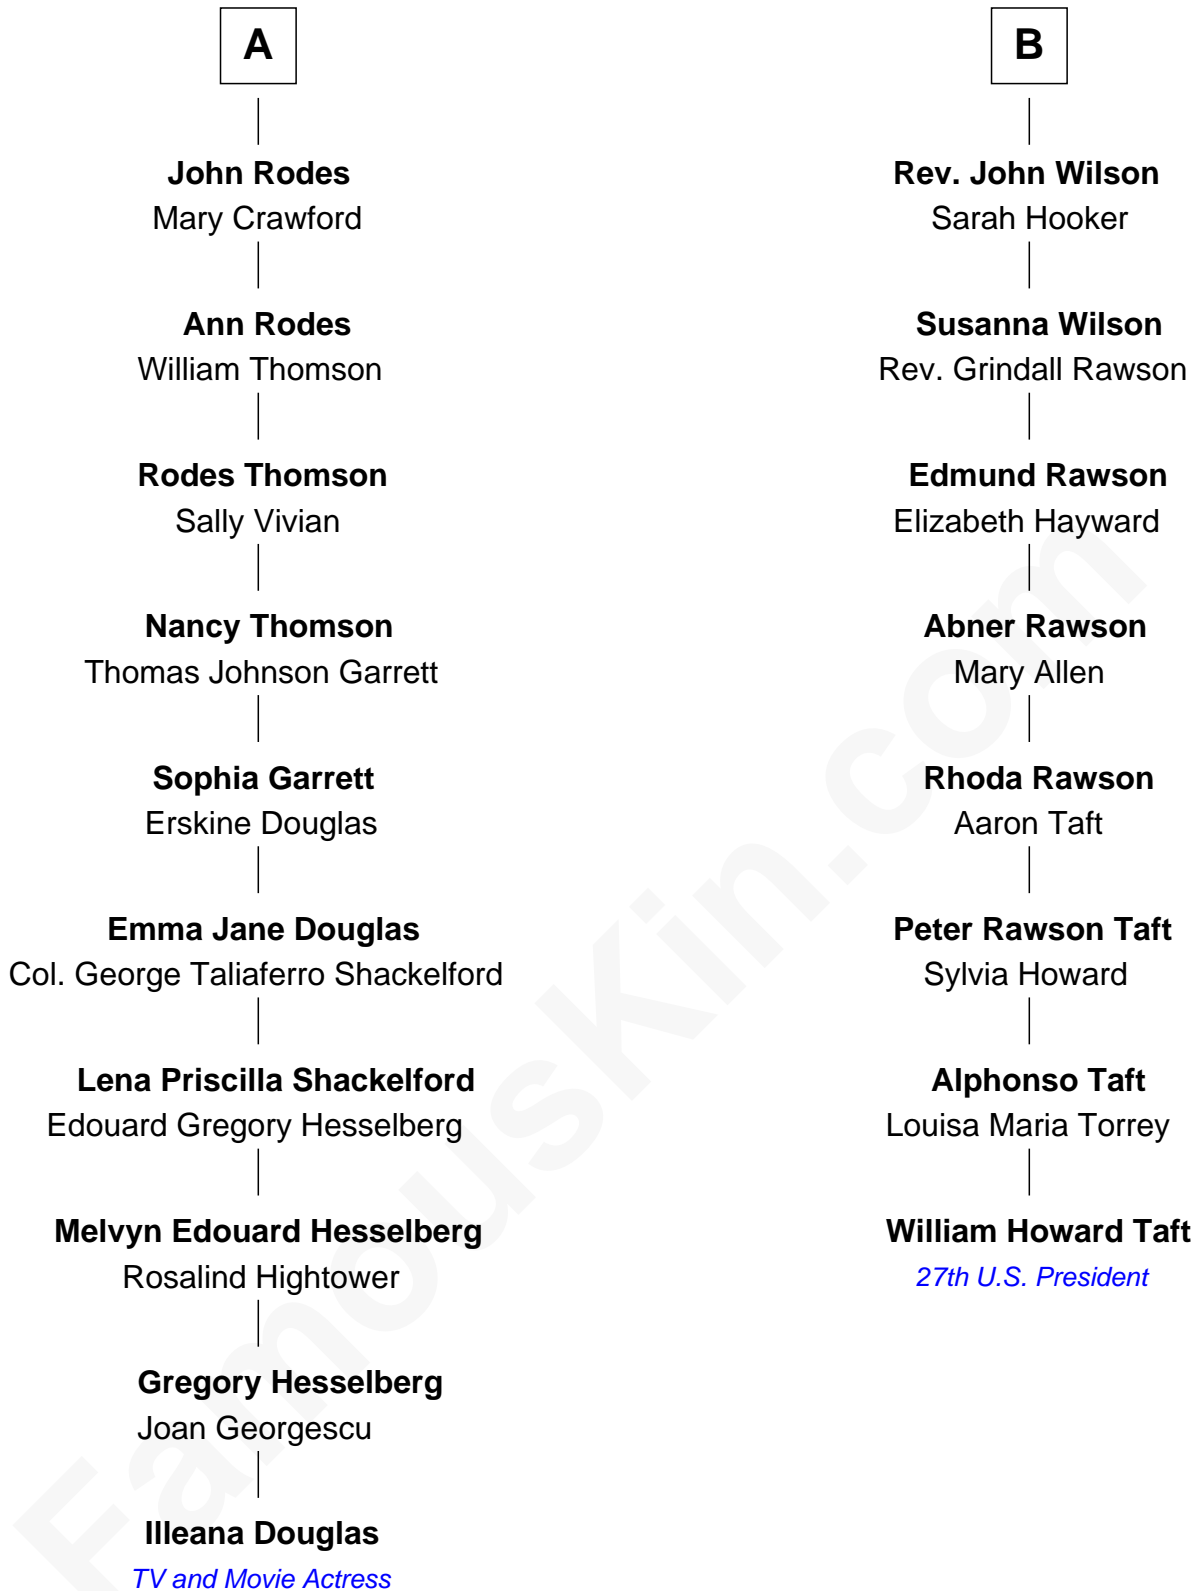 A
John Rodes
Mary Crawford
Ann Rodes
William Thomson
Rodes Thomson
Sally Vivian
Nancy Thomson
Thomas Johnson Garrett
Sophia Garrett
Erskine Douglas
Emma Jane Douglas
Col. George Taliaferro Shackelford
Lena Priscilla Shackelford
Edouard Gregory Hesselberg
Melvyn Edouard Hesselberg
Rosalind Hightower
Gregory Hesselberg
Joan Georgescu
Illeana Douglas
TV and Movie Actress
B
Rev. John Wilson
Sarah Hooker
Susanna Wilson
Rev. Grindall Rawson
Edmund Rawson
Elizabeth Hayward
Abner Rawson
Mary Allen
Rhoda Rawson
Aaron Taft
Peter Rawson Taft
Sylvia Howard
Alphonso Taft
Louisa Maria Torrey
William Howard Taft
27th U.S. President
FamousKin.com